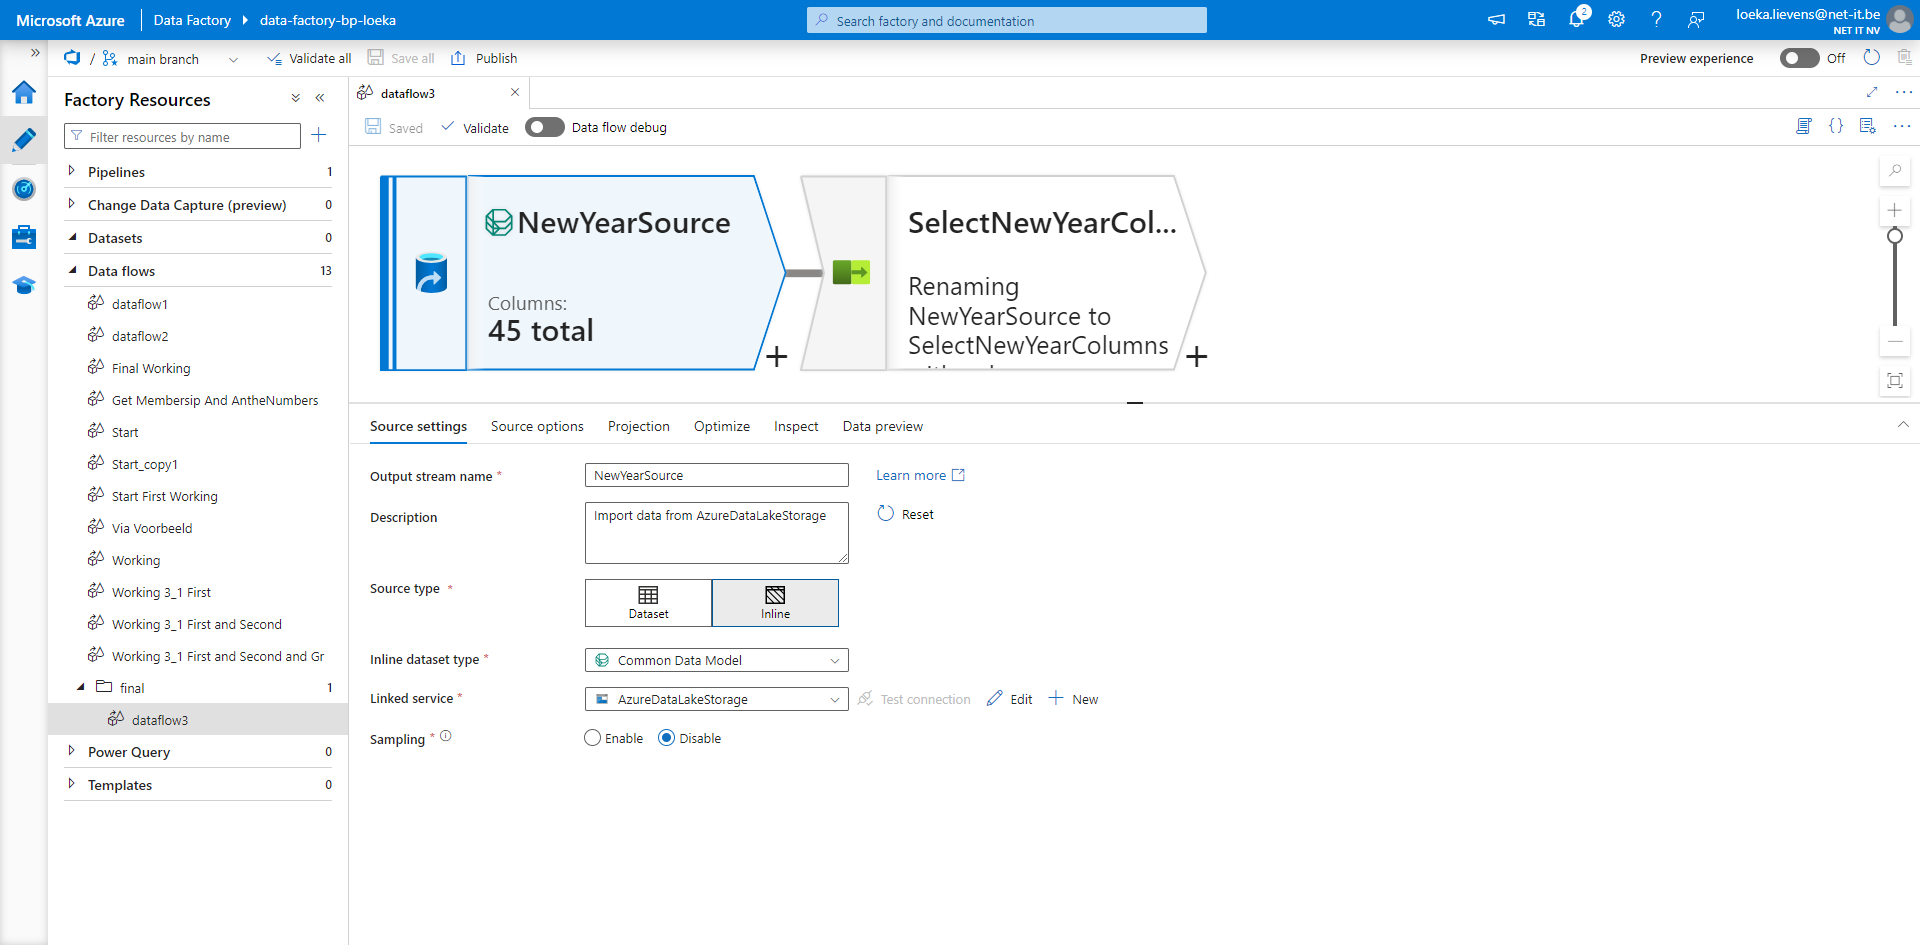 Microsoft Azure
Data Factory
data-factory-bp-loeka
Search factory and documentation
2
loeka.lievens@net-it.be
NET IT NV
/
main branch
Validate all
Save all
Publish
Preview experience
Off
Factory Resources
Filter resources by name
Pipelines 1
Change Data Capture (preview) 0
Datasets 0
Data flows 13
dataflow1
dataflow2
Final Working
Get Membersip And AntheNumbers
Start
Start_copy1
Start First Working
Via Voorbeeld
Working
Working 3_1 First
Working 3_1 First and Second
Working 3_1 First and Second and Gr
final 1
dataflow3
Power Query 0
Templates 0
dataflow3
Saved
Validate
Data flow debug
NewYearSource
Columns:
45 total
SelectNewYearCol...
Renaming
NewYearSource to
SelectNewYearColumns
Source settings
Source options
Projection
Optimize
Inspect
Data preview
Output stream name *
NewYearSource
Learn more
Description
Import data from AzureDataLakeStorage
Reset
Source type *
Dataset
Inline
Inline dataset type *
Common Data Model
Linked service *
AzureDataLakeStorage
Test connection
Edit
New
Sampling *
Enable
Disable